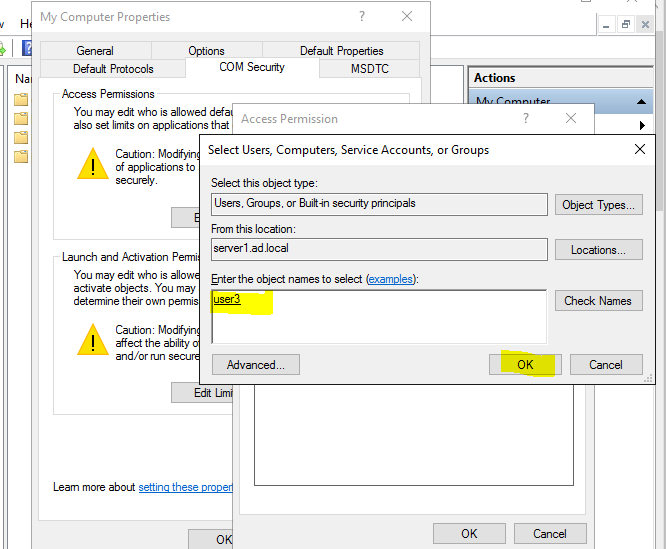 My Computer Properties
w
He
?
General
Options
Default Properties
Default Protocols
COM Security
MSDTC
Na
Actions
My Computer
Access Permissions
You may edit who is allowed defau
also set limits on applications that
Caution: Modifying
of applications to
securely.
E
Launch and Activation Permis
You may edit who is allowe
activate objects. You may
determine their own permis
Caution: Modifying
affect the ability of
and/or run secure
Edit Limi
Learn more about setting these propert
OK
Access Permission
?
Select Users, Computers, Service Accounts, or Groups
Select this object type:
Users, Groups, or Built-in security principals
Object Types...
From this location:
server1.ad.local
Locations...
Enter the object names to select (examples):
user3
Check Names
Advanced...
OK
Cancel
OK
Cancel